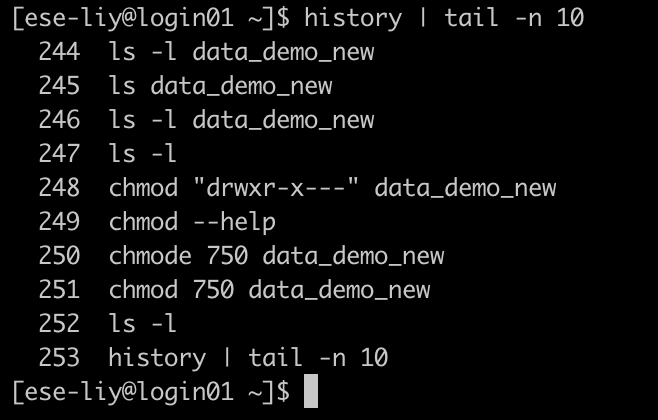 [ese-liy@login01 ~]$ history | tail -n 10
244 ls -l data_demo_new
245 ls data_demo_new
246 ls -l data_demo_new
247 ls -l
248 chmod "drwxr-x---" data_demo_new
249 chmod --help
250 chmode 750 data_demo_new
251 chmod 750 data_demo_new
252 ls -l
253 history | tail -n 10
[ese-liy@login01 ~]$